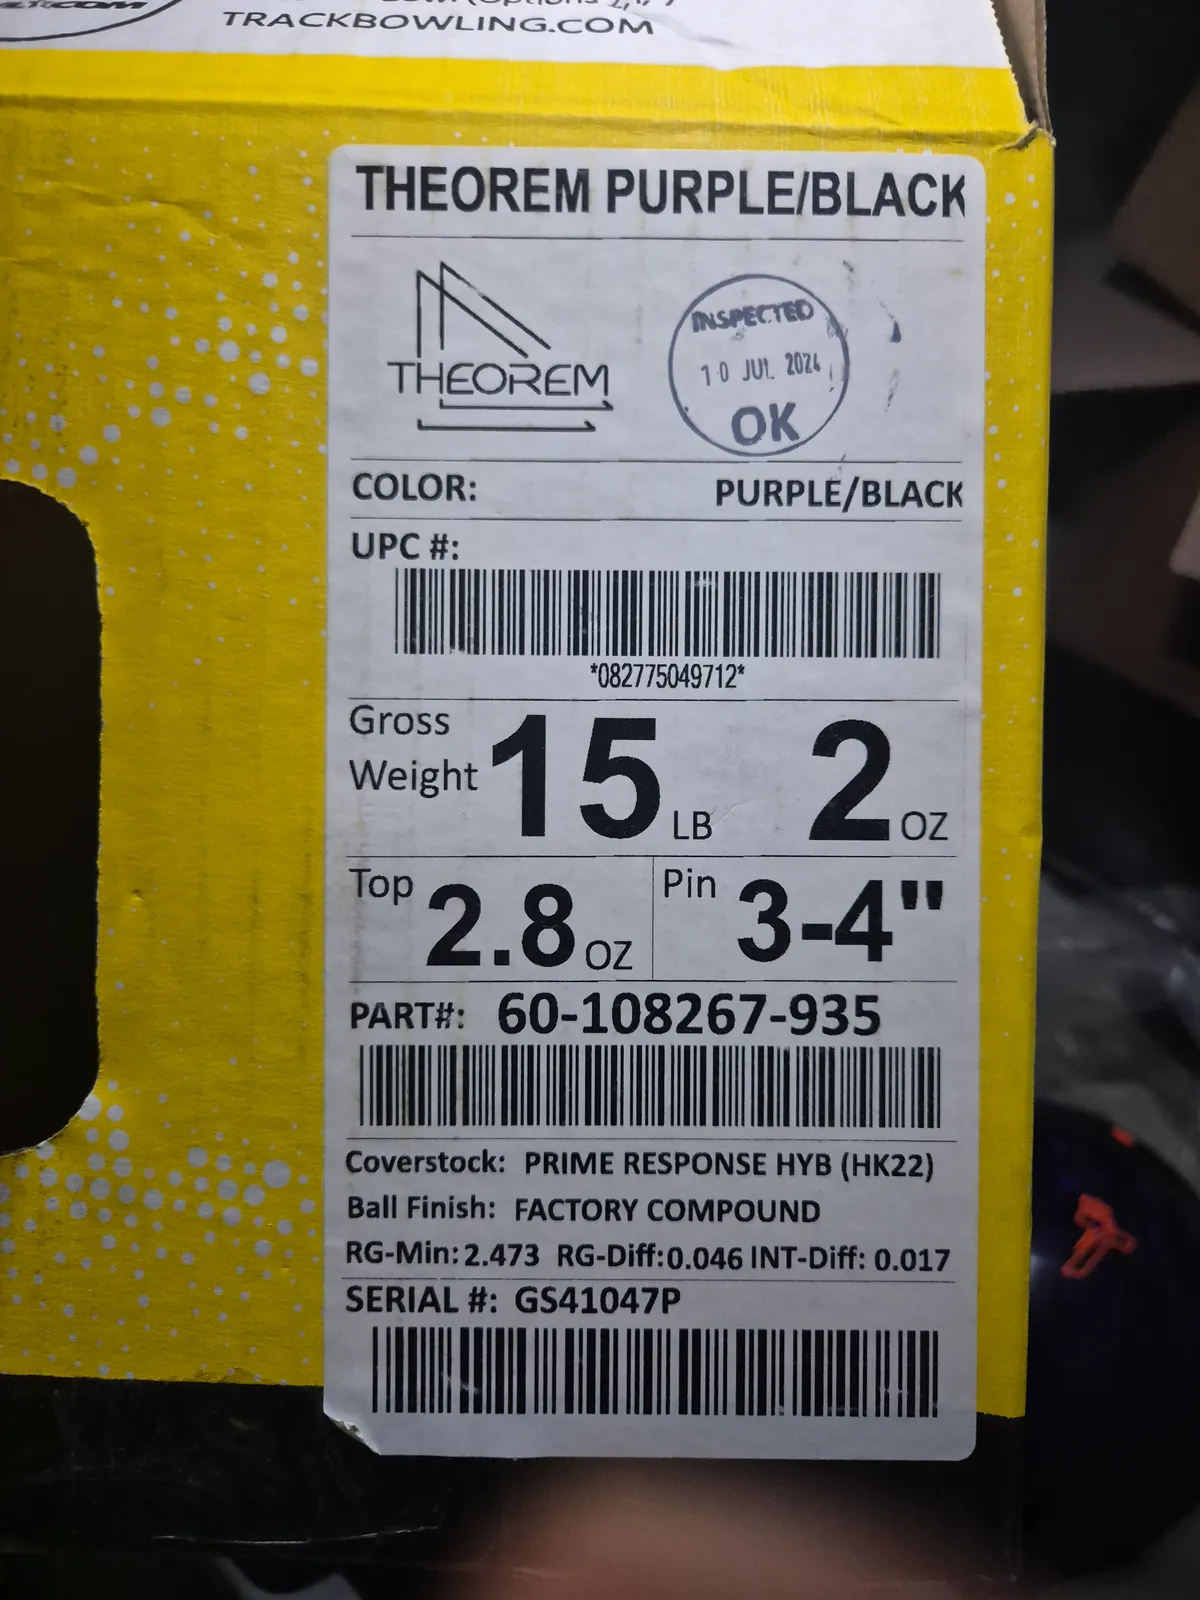 TRACKBOWLING.COM
THEOREM PURPLE/BLACK
THEOREM
INSPECTED
10 JUL 2024
OK
COLOR: PURPLE/BLACK
UPC #:
*082775049712*
Gross Weight 15 LB 2 OZ
Top 2.8 OZ Pin 3-4"
PART#: 60-108267-935
Coverstock: PRIME RESPONSE HYB (HK22)
Ball Finish: FACTORY COMPOUND
RG-Min: 2.473 RG-Diff: 0.046 INT-Diff: 0.017
SERIAL #: GS41047P